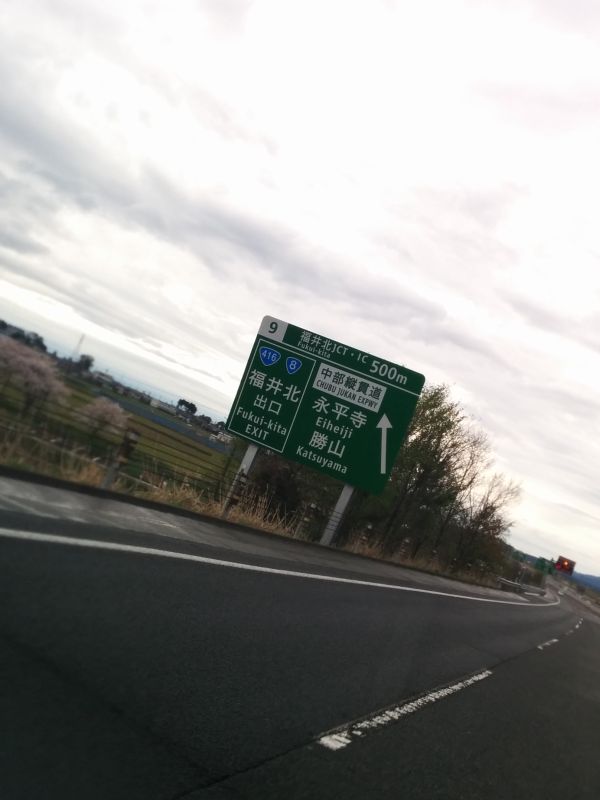 9 福井北JCT・IC 500m
Fukui-kita
416 8
福井北
出口
Fukui-kita
EXIT
中部縦貫道
CHUBU JUKAN EXPWY
永平寺
Eiheiji
勝山
Katsuyama